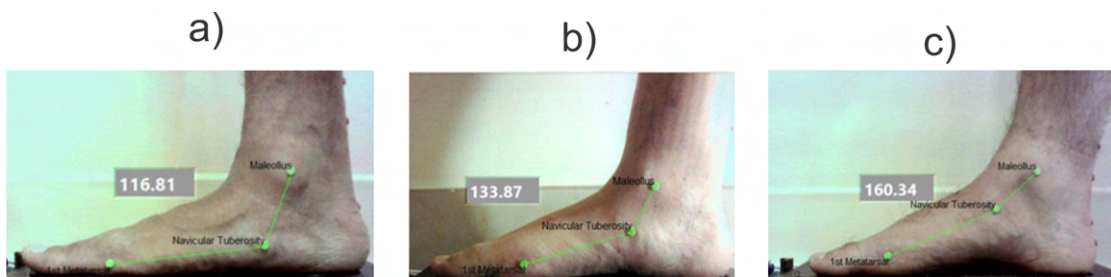 a)
b)
c)
Maleollus
116.81
Navicular Tuberosity
1st Metatarsal
Maleollus
133.87
Navicular Tuberosity
1st Metatarsal
Maleollus
160.34
Navicular Tuberosity
1st Metatarsal